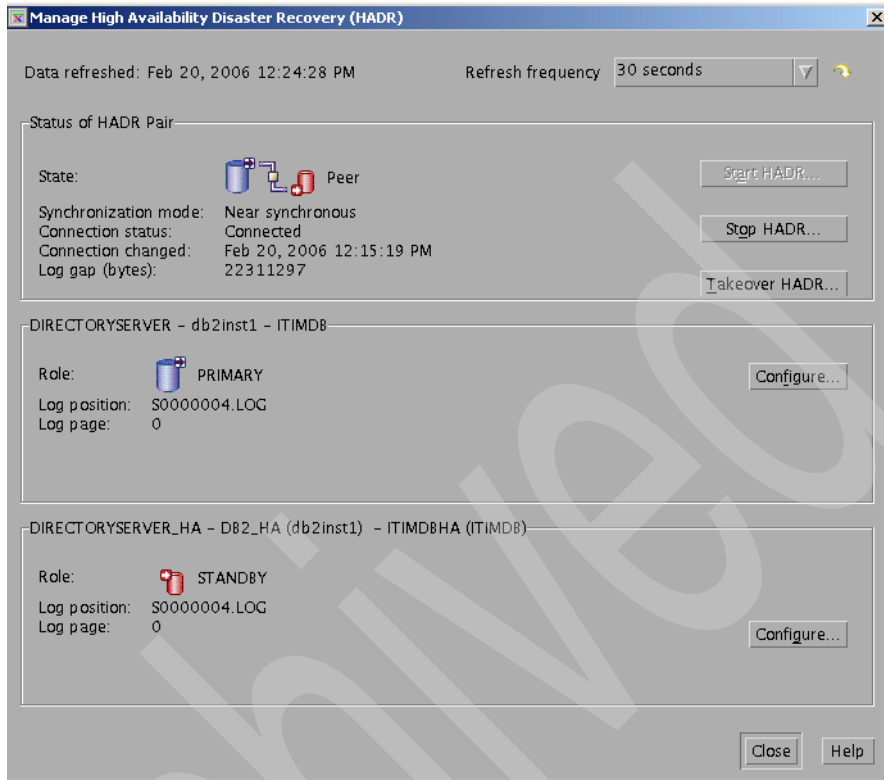 Manage High Availability Disaster Recovery (HADR)
Data refreshed: Feb 20, 2006 12:24:28 PM
Refresh frequency 30 seconds
Status of HADR Pair
State: Peer
Start HADR...
Synchronization mode: Near synchronous
Connection status: Connected
Stop HADR...
Connection changed: Feb 20, 2006 12:15:19 PM
Log gap (bytes): 22311297
Takeover HADR...
DIRECTORYSERVER - db2inst1 - ITIMDB
Role: PRIMARY
Configure...
Log position: S0000004.LOG
Log page: 0
DIRECTORYSERVER_HA - DB2_HA (db2inst1) - ITIMDBHA (ITIMDB)
Role: STANDBY
Log position: S0000004.LOG
Log page: 0
Configure...
Close Help